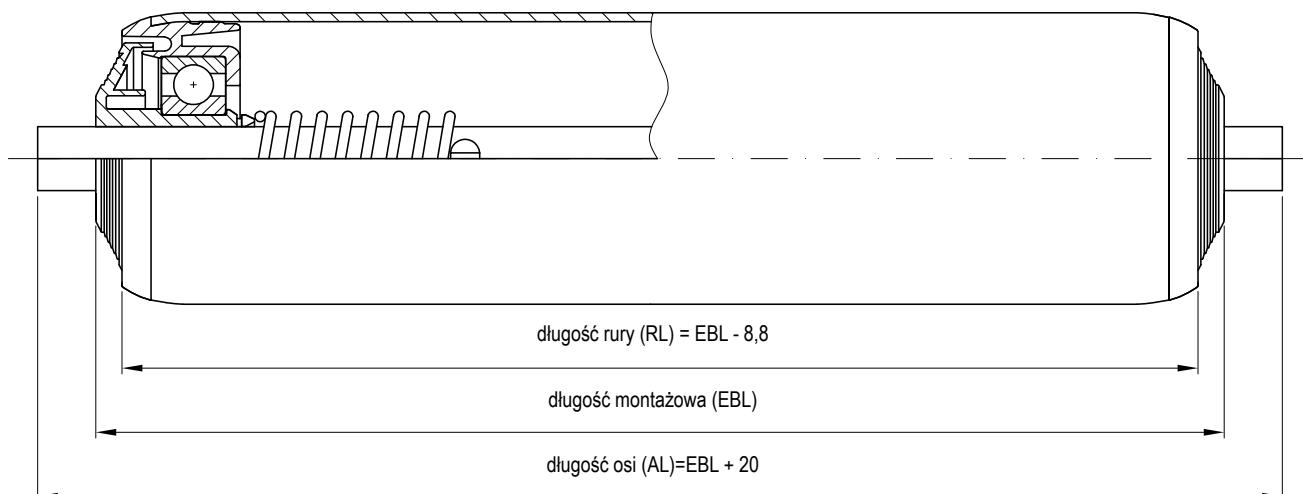 długość rury (RL) = EBL - 8,8
długość montażowa (EBL)
długość osi (AL)=EBL + 20